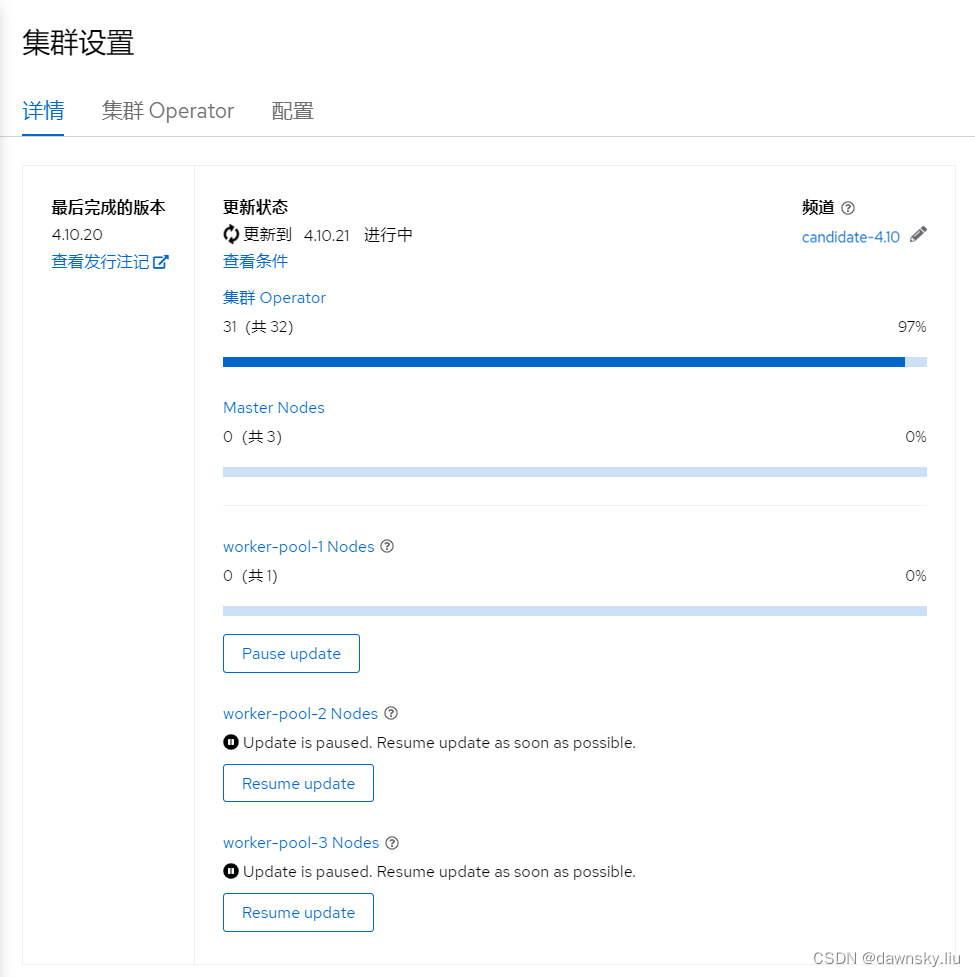 集群设置
详情 集群 Operator 配置
最后完成的版本
4.10.20
查看发行注记
更新状态
更新到 4.10.21 进行中
查看条件
频道
candidate-4.10
集群 Operator
31 (共 32) 97%
Master Nodes
0 (共 3) 0%
worker-pool-1 Nodes
0 (共 1) 0%
Pause update
worker-pool-2 Nodes
Update is paused. Resume update as soon as possible.
Resume update
worker-pool-3 Nodes
Update is paused. Resume update as soon as possible.
Resume update
CSDN @dawnsky.liu